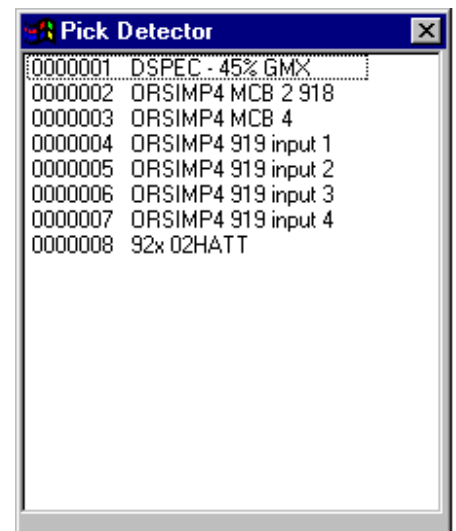 Pick Detector
0000001 DSPEC - 45% GMX
0000002 ORSIMP4 MCB 2 918
0000003 ORSIMP4 MCB 4
0000004 ORSIMP4 919 input 1
0000005 ORSIMP4 919 input 2
0000006 ORSIMP4 919 input 3
0000007 ORSIMP4 919 input 4
0000008 92x 02HATT